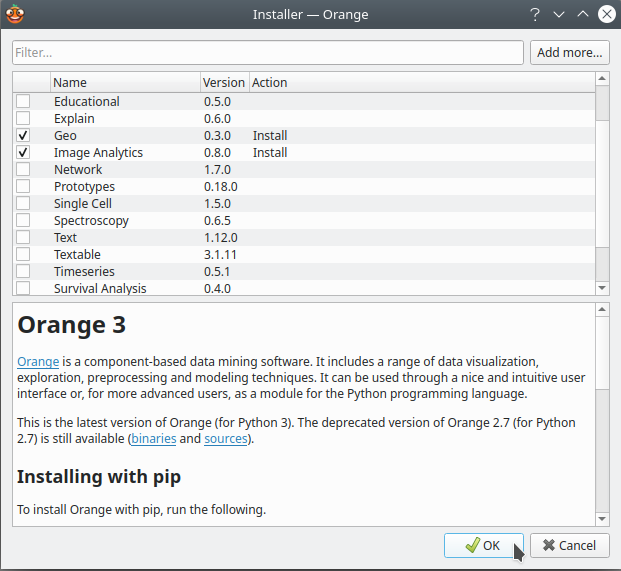 Installer — Orange
Filter...
Add more...
Name Version Action
Educational 0.5.0
Explain 0.6.0
Geo 0.3.0 Install
Image Analytics 0.8.0 Install
Network 1.7.0
Prototypes 0.18.0
Single Cell 1.5.0
Spectroscopy 0.6.5
Text 1.12.0
Textable 3.1.11
Timeseries 0.5.1
Survival Analysis 0.4.0
Orange 3
Orange is a component-based data mining software. It includes a range of data visualization,
exploration, preprocessing and modeling techniques. It can be used through a nice and intuitive user
interface or, for more advanced users, as a module for the Python programming language.
This is the latest version of Orange (for Python 3). The deprecated version of Orange 2.7 (for Python
2.7) is still available (binaries and sources).
Installing with pip
To install Orange with pip, run the following.
OK
Cancel